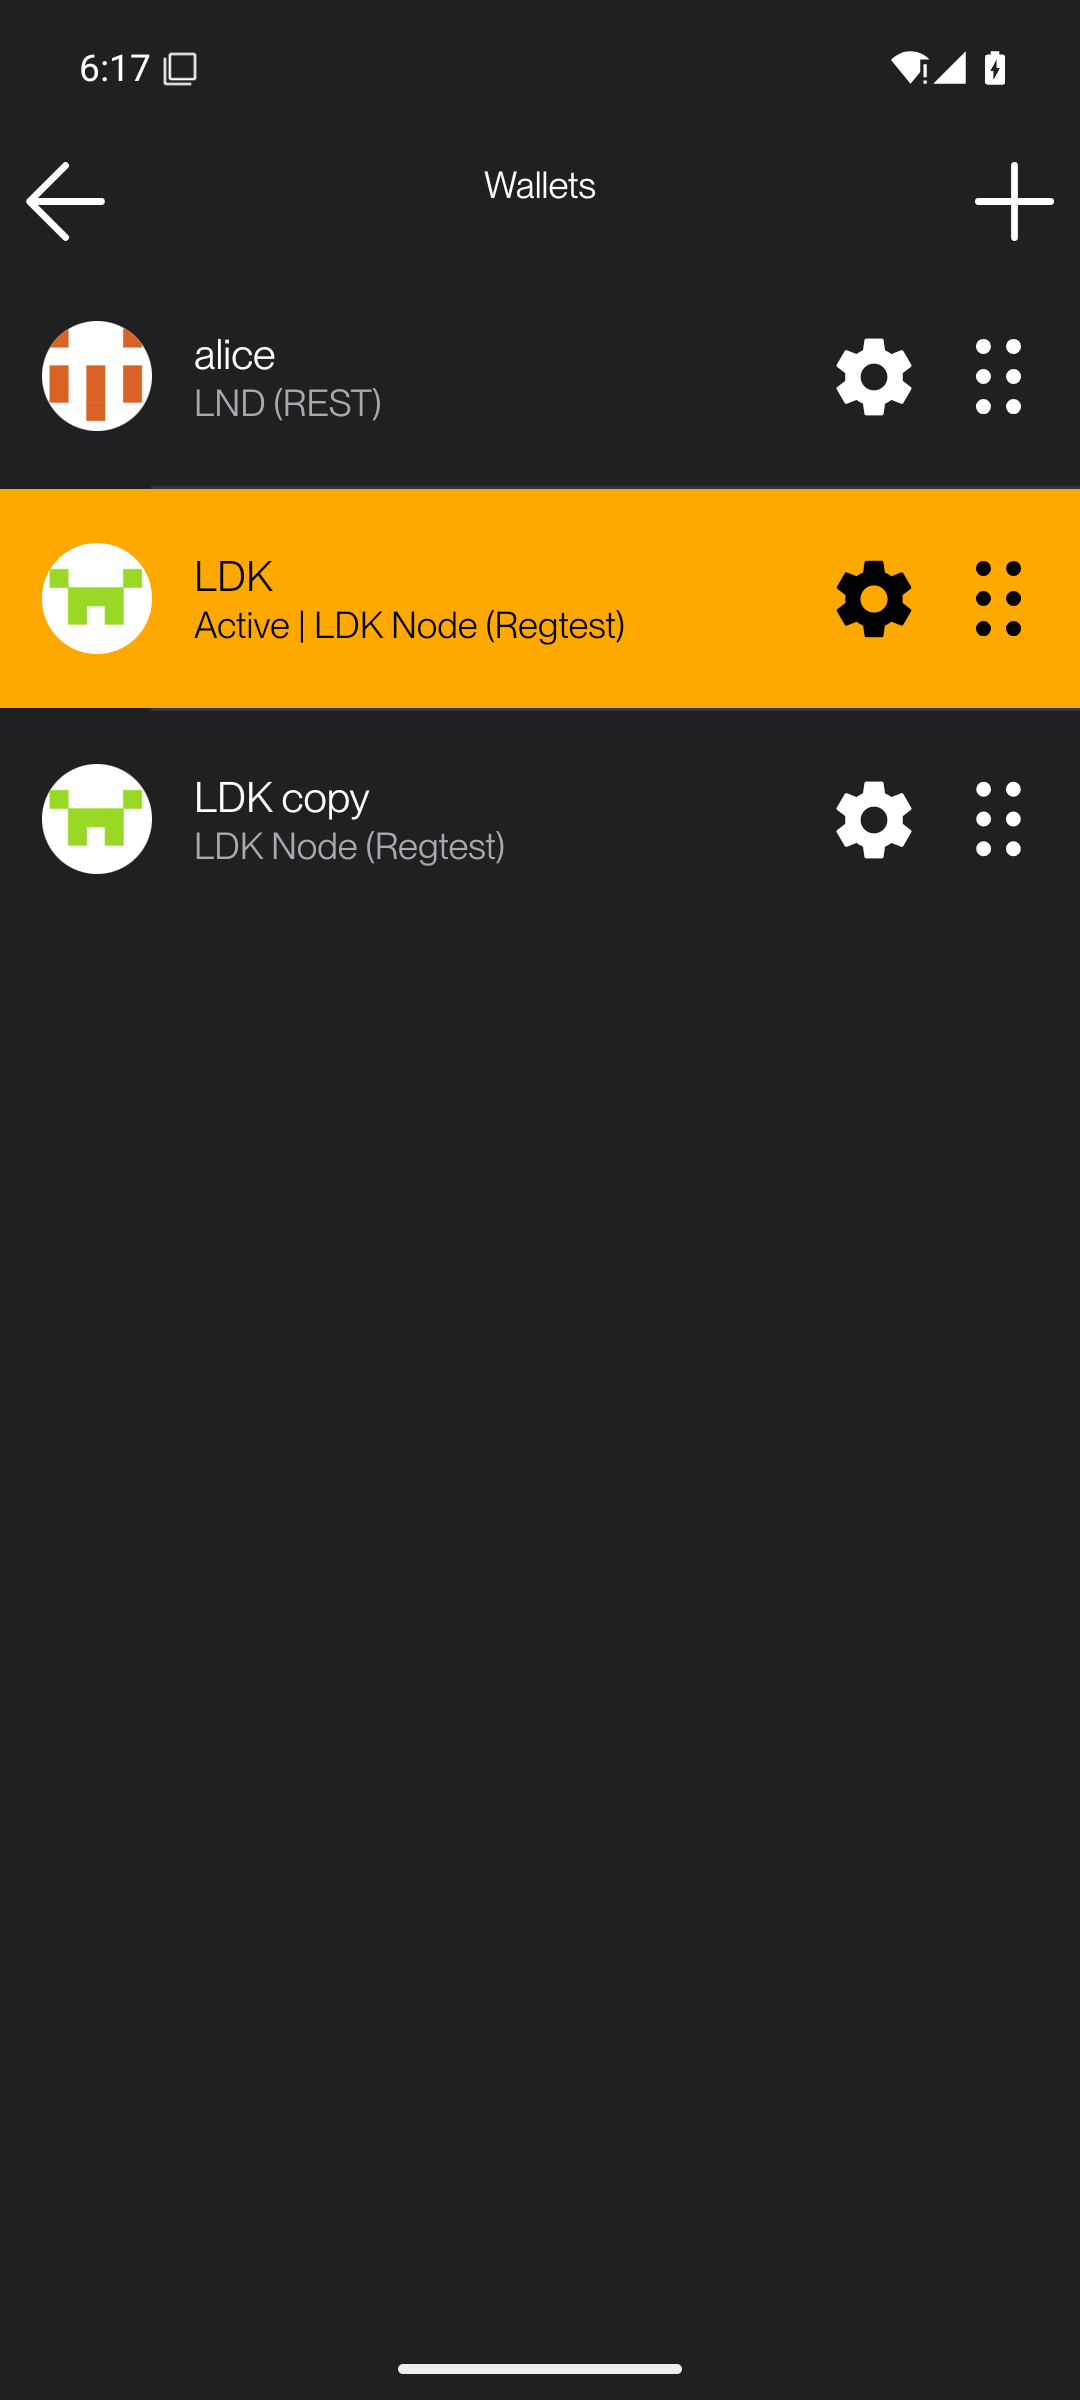 6:17
Wallets
alice
LND (REST)
LDK
Active | LDK Node (Regtest)
LDK copy
LDK Node (Regtest)